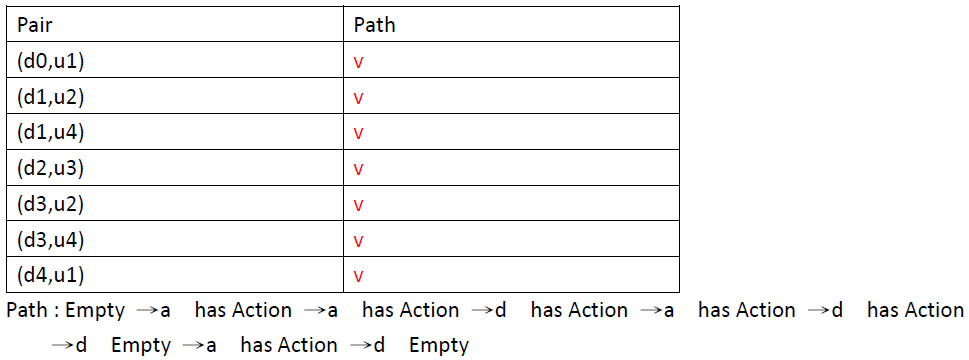 Pair Path
(d0,u1) v
(d1,u2) v
(d1,u4) v
(d2,u3) v
(d3,u2) v
(d3,u4) v
(d4,u1) v
Path : Empty →a has Action →a has Action →d has Action →a has Action →d has Action
→d Empty →a has Action →d Empty